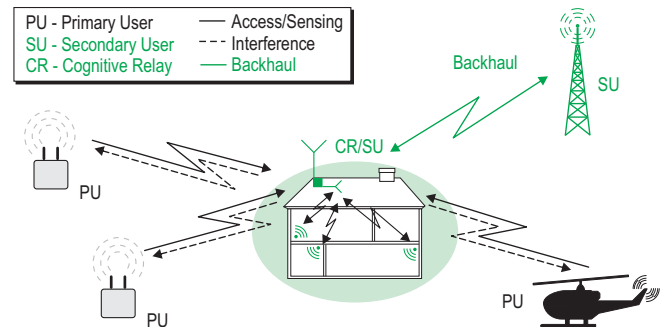 PU - Primary User
SU - Secondary User
CR - Cognitive Relay
Access/Sensing
Interference
Backhaul
Backhaul
SU
CR/SU
PU
PU
PU